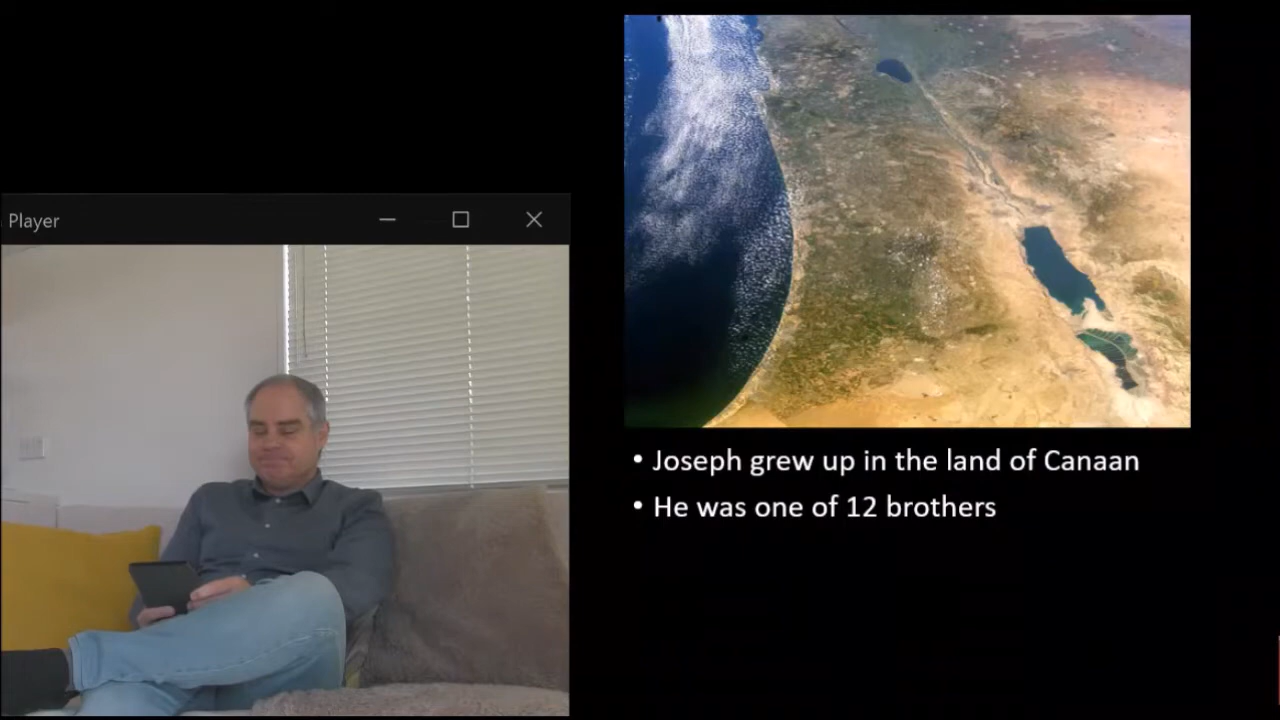 Player
• Joseph grew up in the land of Canaan
• He was one of 12 brothers